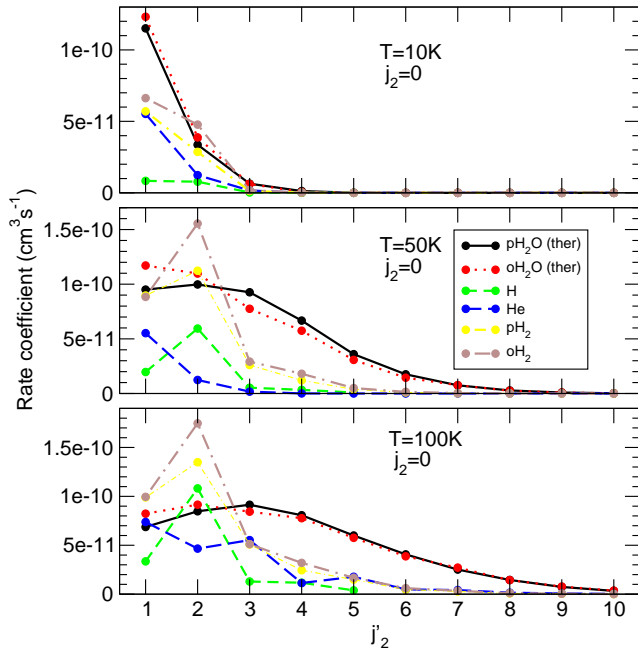 1e-10
5e-11
0
T=10K
j₂=0
1.5e-10
1e-10
5e-11
0
T=50K
j₂=0
pH₂O (ther)
oH₂O (ther)
H
He
pH₂
oH₂
1.5e-10
1e-10
5e-11
0
T=100K
j₂=0
1 2 3 4 5 6 7 8 9 10
j'₂
Rate coefficient (cm³s⁻¹)